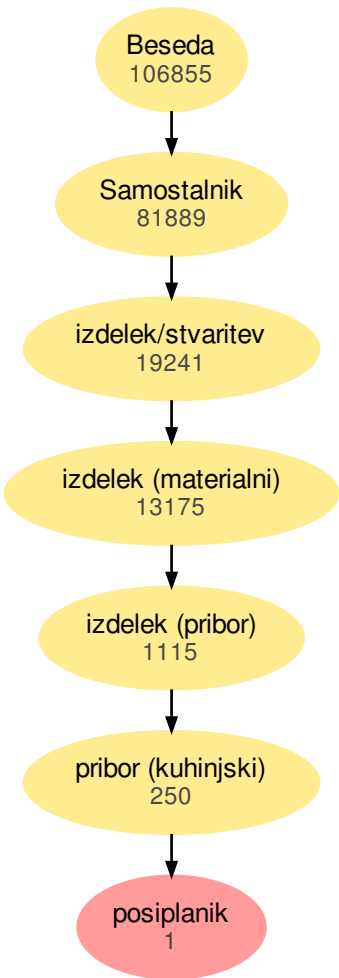 Beseda
106855
Samostalnik
81889
izdelek/stvaritev
19241
izdelek (materialni)
13175
izdelek (pribor)
1115
pribor (kuhinjski)
250
posiplanik
1